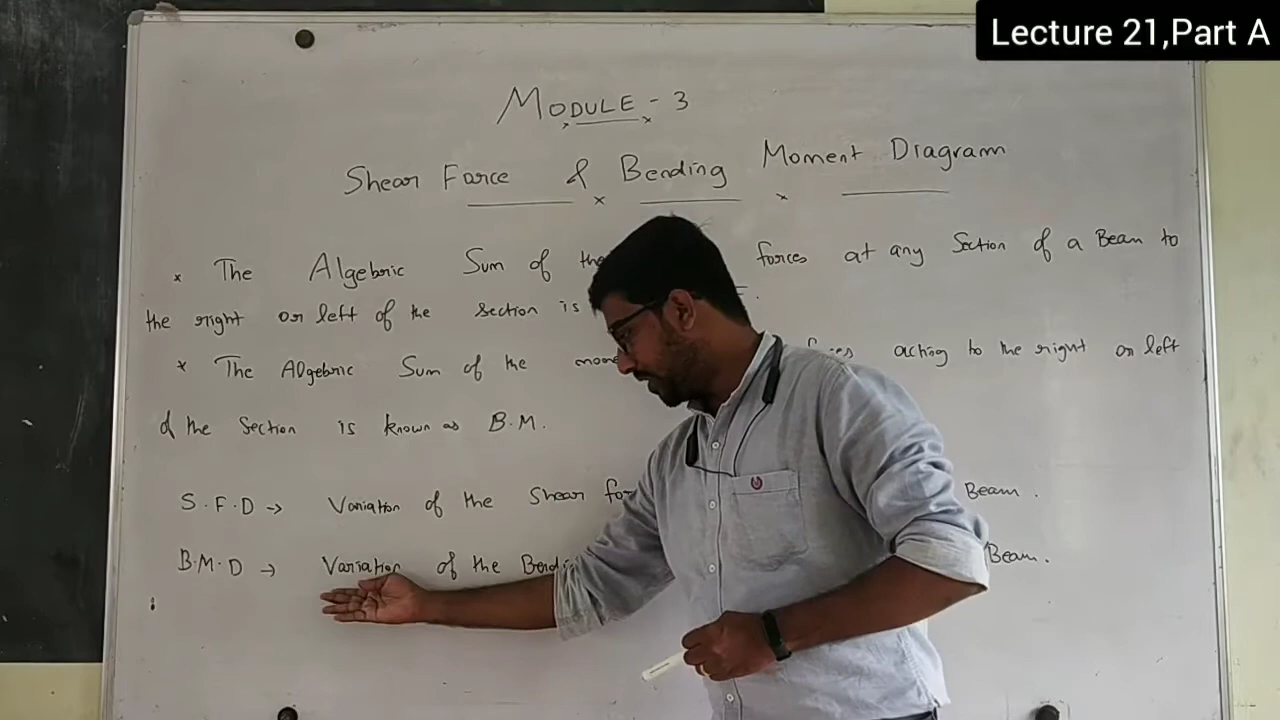 Lecture 21,Part A
MODULE - 3
Shear Force & Bending Moment Diagram
* The Algebric Sum of the forces at any Section of a Beam to
the right or left of the section is
* The Algebric Sum of the acting to the right or left
of the Section is known as B.M.
S.F.D → Variation of the Shear Beam.
B.M.D → Variation of the Beam.